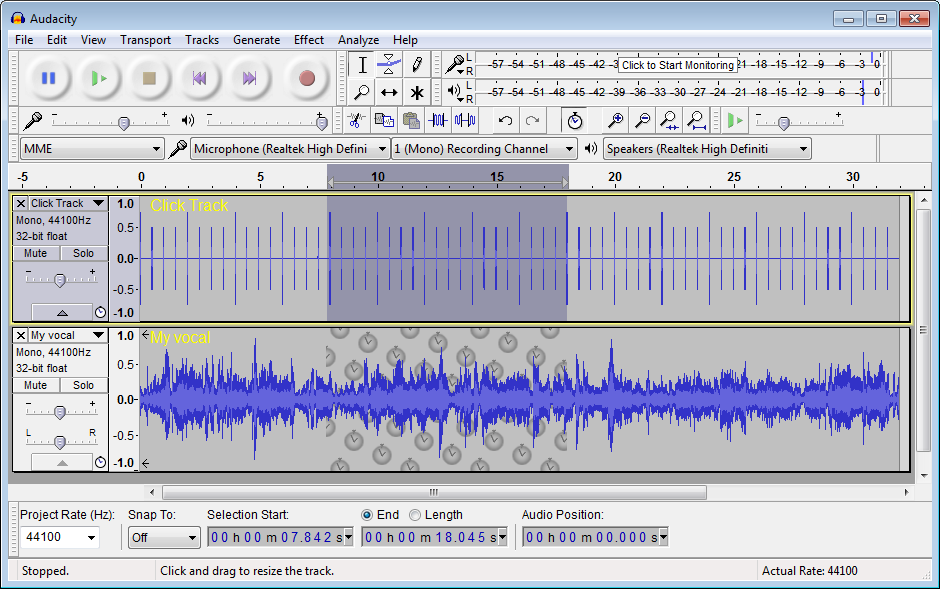 Audacity
File Edit View Transport Tracks Generate Effect Analyze Help
L
R
-57 -54 -51 -48 -45 -42 -3 Click to Start Monitoring -21 -18 -15 -12 -9 -6 -3 0
L
R
-57 -54 -51 -48 -45 -42 -39 -36 -33 -30 -27 -24 -21 -18 -15 -12 -9 -6 -3 0
- + - + - +
MME Microphone (Realtek High Defini 1 (Mono) Recording Channel Speakers (Realtek High Definiti
-5 0 5 10 15 20 25 30
Click Track 1.0 Click Track
Mono, 44100Hz
32-bit float
0.5-
Mute Solo 0.0-
- +
-0.5-
-1.0
My vocal 1.0 My vocal
Mono, 44100Hz
32-bit float
0.5-
Mute Solo
- + 0.0-
L R -0.5-
-1.0
Project Rate (Hz): Snap To: Selection Start: End Length Audio Position:
44100 Off 00 h 00 m 07.842 s 00 h 00 m 18.045 s 00 h 00 m 00.000 s
Stopped. Click and drag to resize the track. Actual Rate: 44100